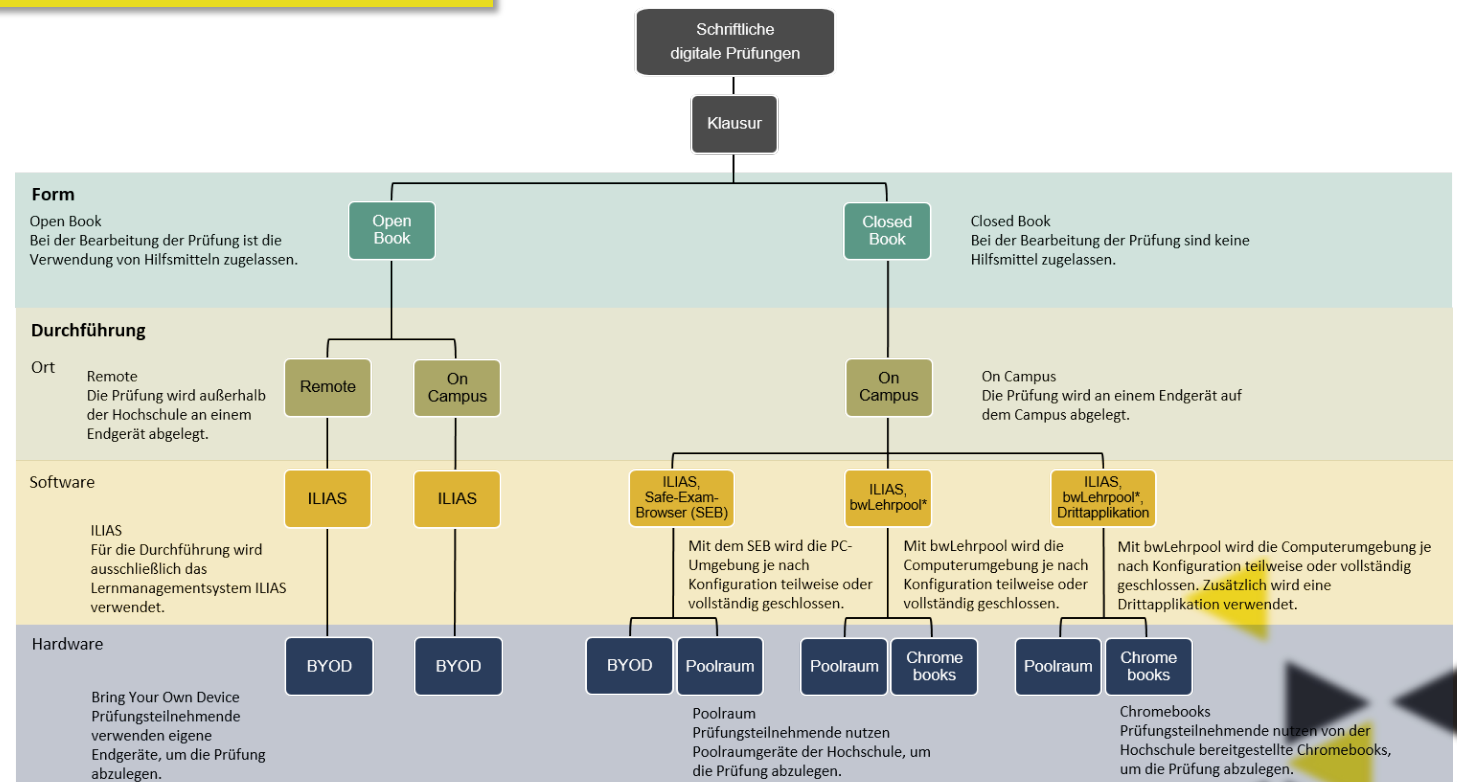 Schriftliche
digitale Prüfungen
Klausur
Form
Open Book
Bei der Bearbeitung der Prüfung ist die
Verwendung von Hilfsmitteln zugelassen.
Open
Book
Closed
Book
Closed Book
Bei der Bearbeitung der Prüfung sind keine
Hilfsmittel zugelassen.
Durchführung
Ort
Remote
Die Prüfung wird außerhalb
der Hochschule an einem
Endgerät abgelegt.
Remote
On
Campus
On
Campus
On Campus
Die Prüfung wird an einem Endgerät auf
dem Campus abgelegt.
Software
ILIAS
Für die Durchführung wird
ausschließlich das
Lernmanagementsystem ILIAS
verwendet.
ILIAS
ILIAS
ILIAS,
Safe-Exam-
Browser (SEB)
Mit dem SEB wird die PC-
Umgebung je nach
Konfiguration teilweise oder
vollständig geschlossen.
ILIAS,
bwLehrpool*
Mit bwLehrpool wird die
Computerumgebung je nach
Konfiguration teilweise oder
vollständig geschlossen.
ILIAS,
bwLehrpool*,
Drittapplikation
Mit bwLehrpool wird die Computerumgebung je
nach Konfiguration teilweise oder vollständig
geschlossen. Zusätzlich wird eine
Drittapplikation verwendet.
Hardware
Bring Your Own Device
Prüfungsteilnehmende
verwenden eigene
Endgeräte, um die Prüfung
abzulegen.
BYOD
BYOD
BYOD
Poolraum
Poolraum
Chrome
books
Poolraum
Chrome
books
Poolraum
Prüfungsteilnehmende nutzen
Poolraumgeräte der Hochschule, um
die Prüfung abzulegen.
Chromebooks
Prüfungsteilnehmende nutzen von der
Hochschule bereitgestellte Chromebooks,
um die Prüfung abzulegen.